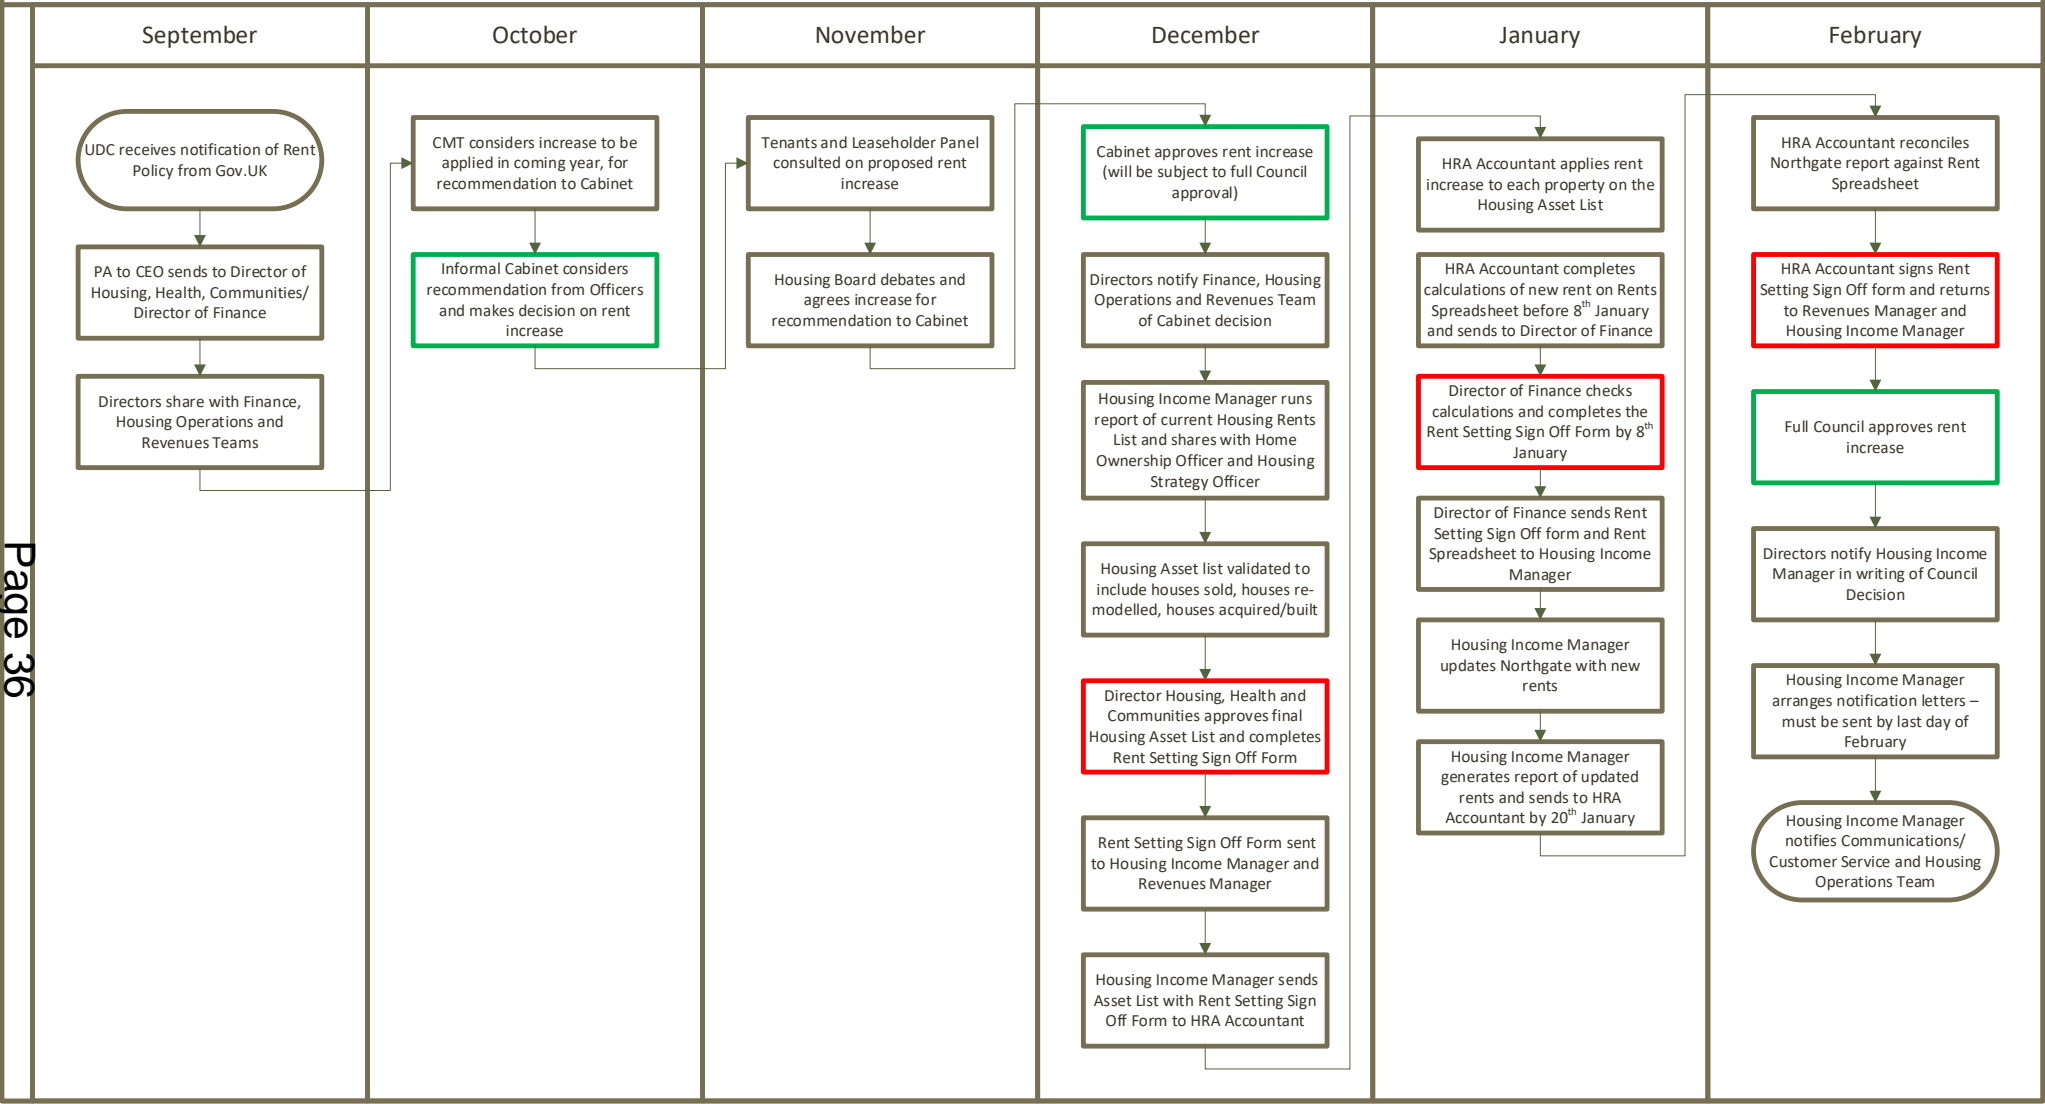 September
October
November
December
January
February
UDC receives notification of Rent
Policy from Gov.UK
PA to CEO sends to Director of
Housing, Health, Communities/
Director of Finance
Directors share with Finance,
Housing Operations and
Revenues Teams
CMT considers increase to be
applied in coming year, for
recommendation to Cabinet
Informal Cabinet considers
recommendation from Officers
and makes decision on rent
increase
Tenants and Leaseholder Panel
consulted on proposed rent
increase
Housing Board debates and
agrees increase for
recommendation to Cabinet
Cabinet approves rent increase
(will be subject to full Council
approval)
Directors notify Finance, Housing
Operations and Revenues Team
of Cabinet decision
Housing Income Manager runs
report of current Housing Rents
List and shares with Home
Ownership Officer and Housing
Strategy Officer
Housing Asset list validated to
include houses sold, houses re-
modelled, houses acquired/built
Director Housing, Health and
Communities approves final
Housing Asset List and completes
Rent Setting Sign Off Form
Rent Setting Sign Off Form sent
to Housing Income Manager and
Revenues Manager
Housing Income Manager sends
Asset List with Rent Setting Sign
Off Form to HRA Accountant
HRA Accountant applies rent
increase to each property on the
Housing Asset List
HRA Accountant completes
calculations of new rent on Rents
Spreadsheet before 8th January
and sends to Director of Finance
Director of Finance checks
calculations and completes the
Rent Setting Sign Off Form by 8th
January
Director of Finance sends Rent
Setting Sign Off form and Rent
Spreadsheet to Housing Income
Manager
Housing Income Manager
updates Northgate with new
rents
Housing Income Manager
generates report of updated
rents and sends to HRA
Accountant by 20th January
HRA Accountant reconciles
Northgate report against Rent
Spreadsheet
HRA Accountant signs Rent
Setting Sign Off form and returns
to Revenues Manager and
Housing Income Manager
Full Council approves rent
increase
Directors notify Housing Income
Manager in writing of Council
Decision
Housing Income Manager
arranges notification letters –
must be sent by last day of
February
Housing Income Manager
notifies Communications/
Customer Service and Housing
Operations Team
Page 36